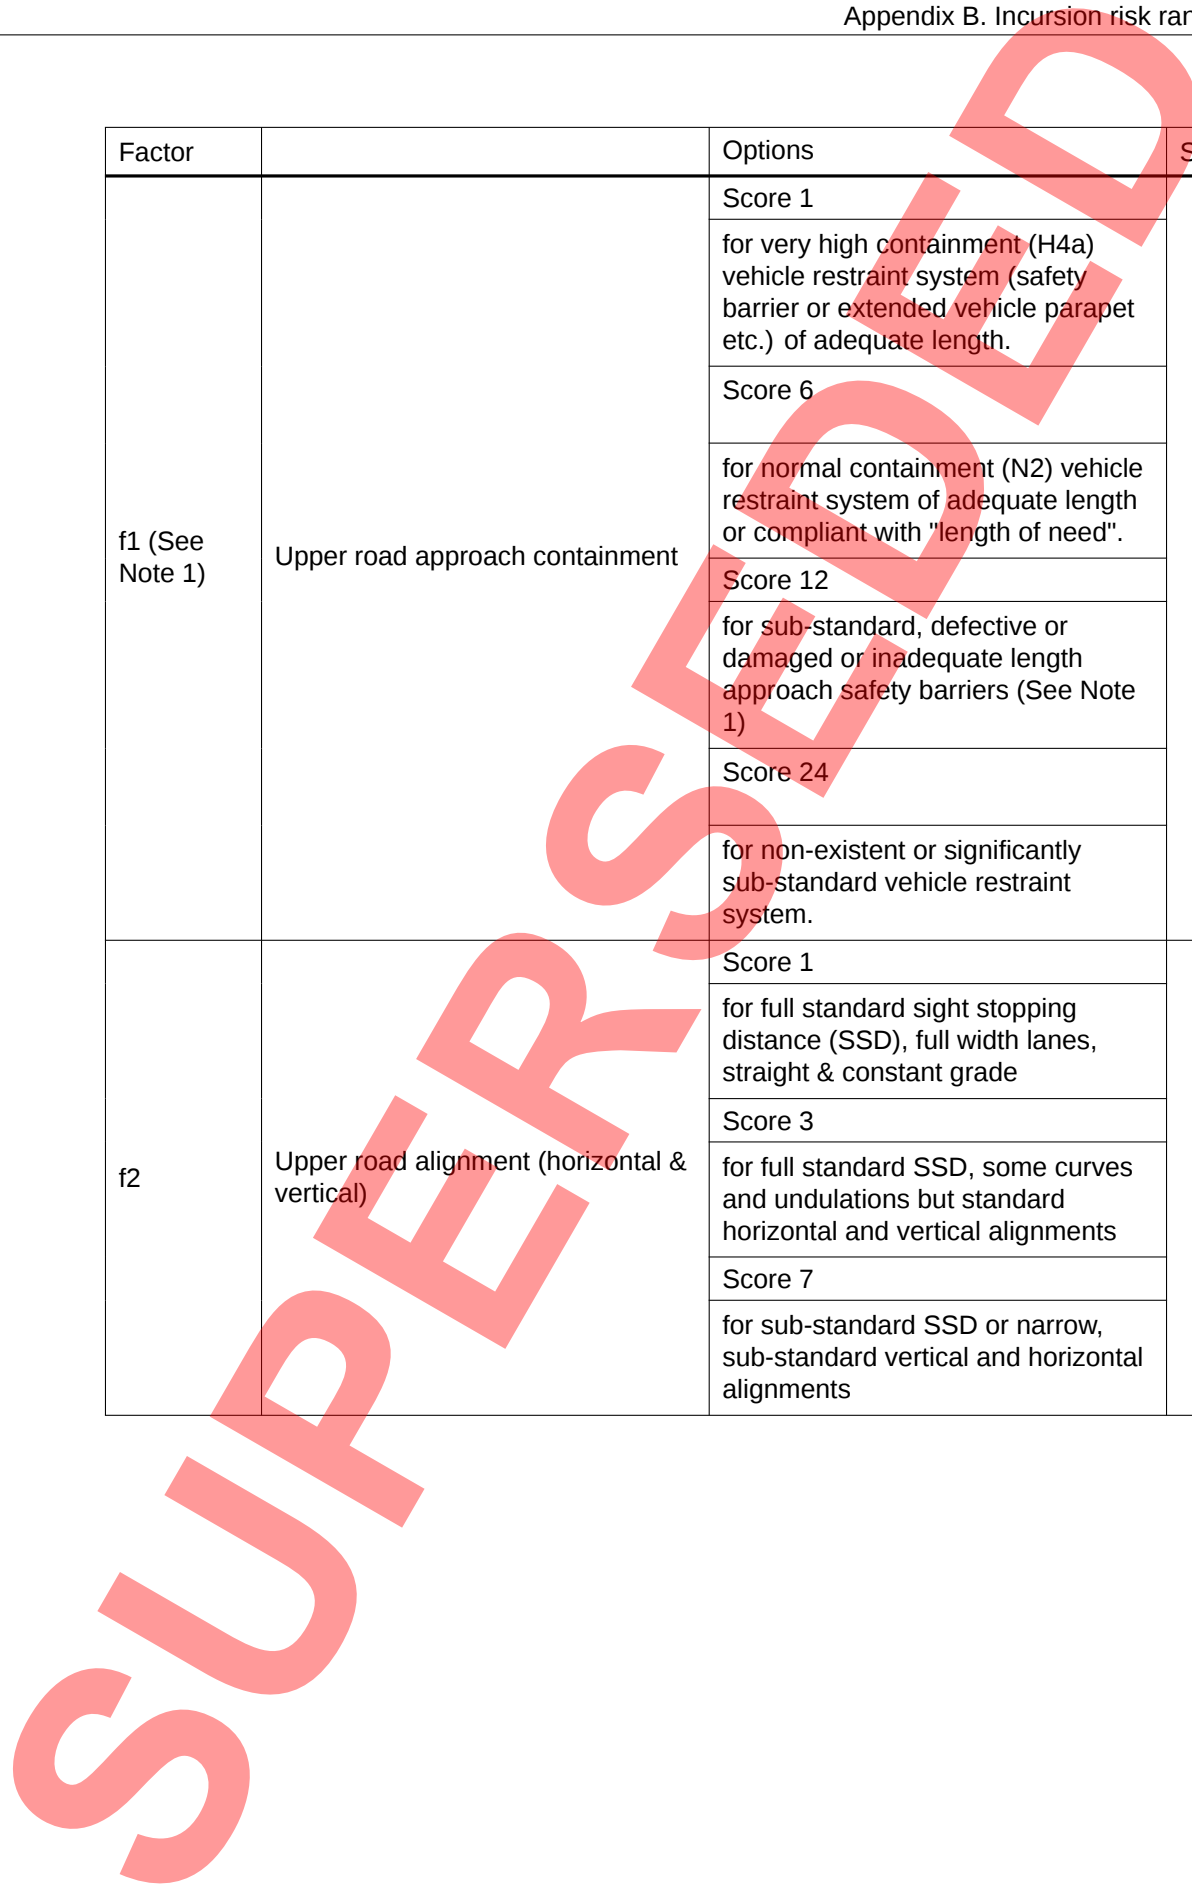 Appendix B. Incursion risk ran
Factor
Options
S
f1 (See
Note 1)
Upper road approach containment
Score 1
for very high containment (H4a)
vehicle restraint system (safety
barrier or extended vehicle parapet
etc.) of adequate length.
Score 6
for normal containment (N2) vehicle
restraint system of adequate length
or compliant with "length of need".
Score 12
for sub-standard, defective or
damaged or inadequate length
approach safety barriers (See Note
1)
Score 24
for non-existent or significantly
sub-standard vehicle restraint
system.
f2
Upper road alignment (horizontal &
vertical)
Score 1
for full standard sight stopping
distance (SSD), full width lanes,
straight & constant grade
Score 3
for full standard SSD, some curves
and undulations but standard
horizontal and vertical alignments
Score 7
for sub-standard SSD or narrow,
sub-standard vertical and horizontal
alignments
SUPERSEDED